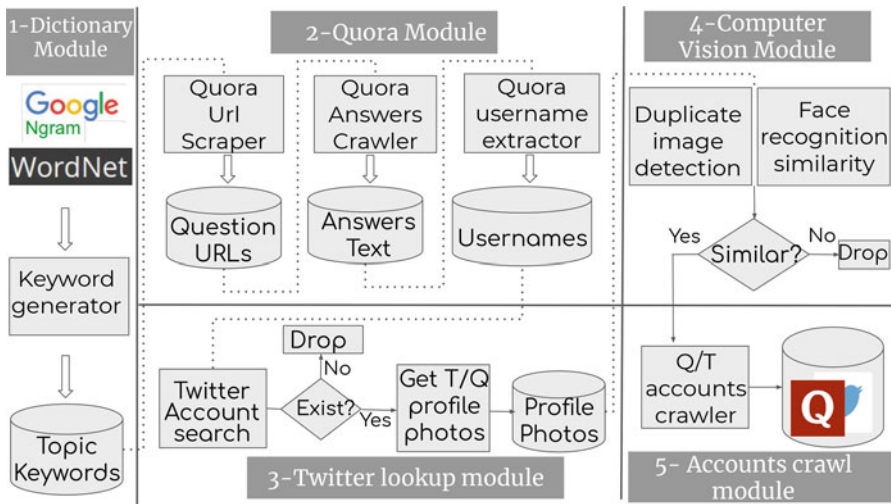 1-Dictionary
Module
Google
Ngram
WordNet
Keyword
generator
Topic
Keywords
2-Quora Module
Quora
Url
Scraper
Quora
Answers
Crawler
Quora
username
extractor
Question
URLs
Answers
Text
Usernames
4-Computer
Vision Module
Duplicate
image
detection
Face
recognition
similarity
Yes
Similar?
No
Drop
Drop
No
Twitter
Account
search
Exist?
Yes
Get T/Q
profile
photos
Profile
Photos
3-Twitter lookup module
Q/T
accounts
crawler
Q
5- Accounts crawl
module